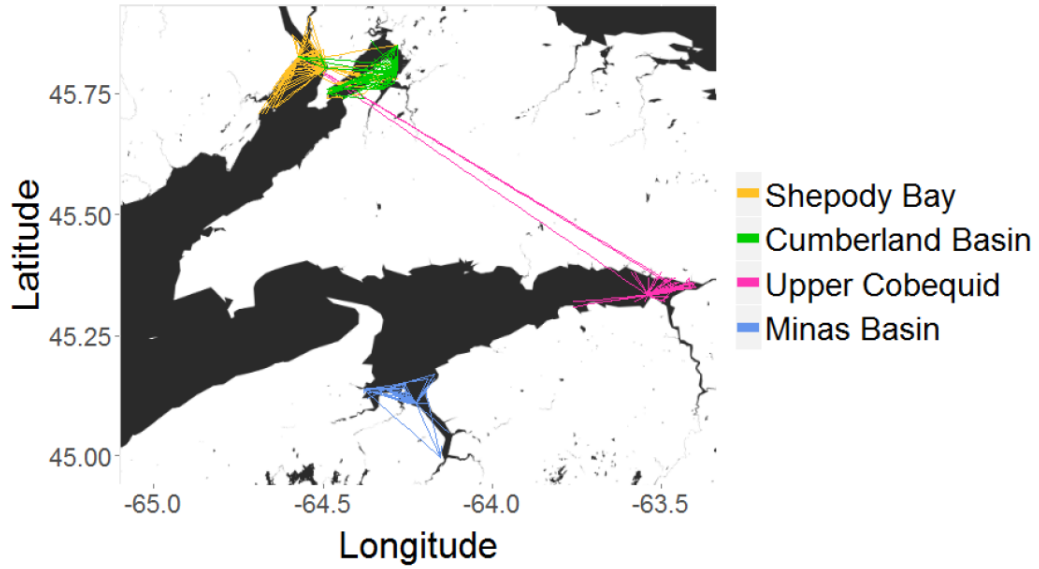 45.75
45.50
45.25
45.00
Latitude
-65.0 -64.5 -64.0 -63.5
Longitude
Shepody Bay
Cumberland Basin
Upper Cobequid
Minas Basin